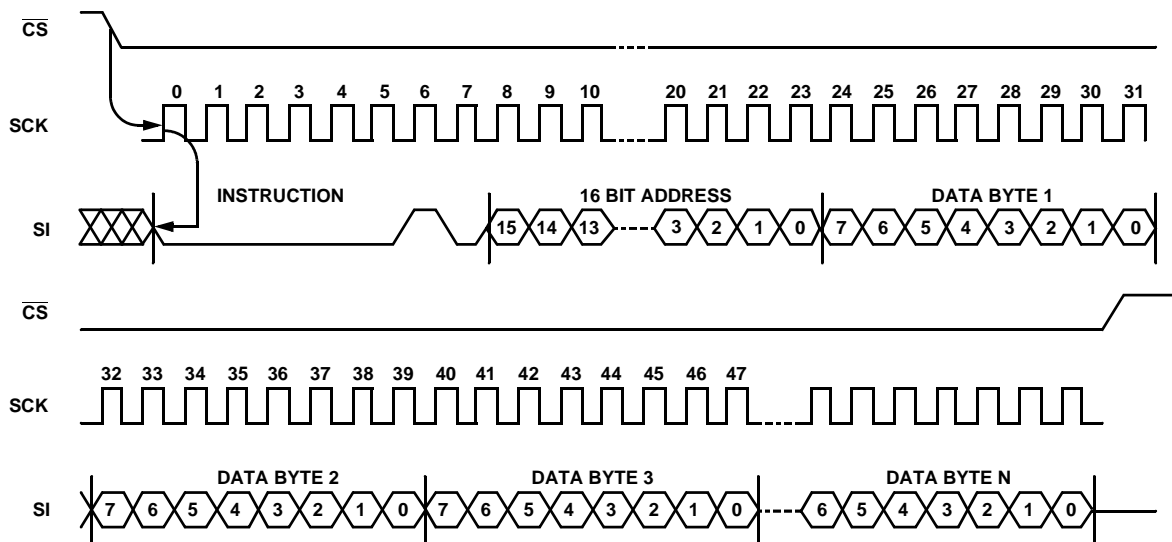 C̅S̅
0 1 2 3 4 5 6 7 8 9 10 20 21 22 23 24 25 26 27 28 29 30 31
SCK
INSTRUCTION 16 BIT ADDRESS DATA BYTE 1
SI 15 14 13 3 2 1 0 7 6 5 4 3 2 1 0
C̅S̅
32 33 34 35 36 37 38 39 40 41 42 43 44 45 46 47
SCK
DATA BYTE 2 DATA BYTE 3 DATA BYTE N
SI 7 6 5 4 3 2 1 0 7 6 5 4 3 2 1 0 6 5 4 3 2 1 0